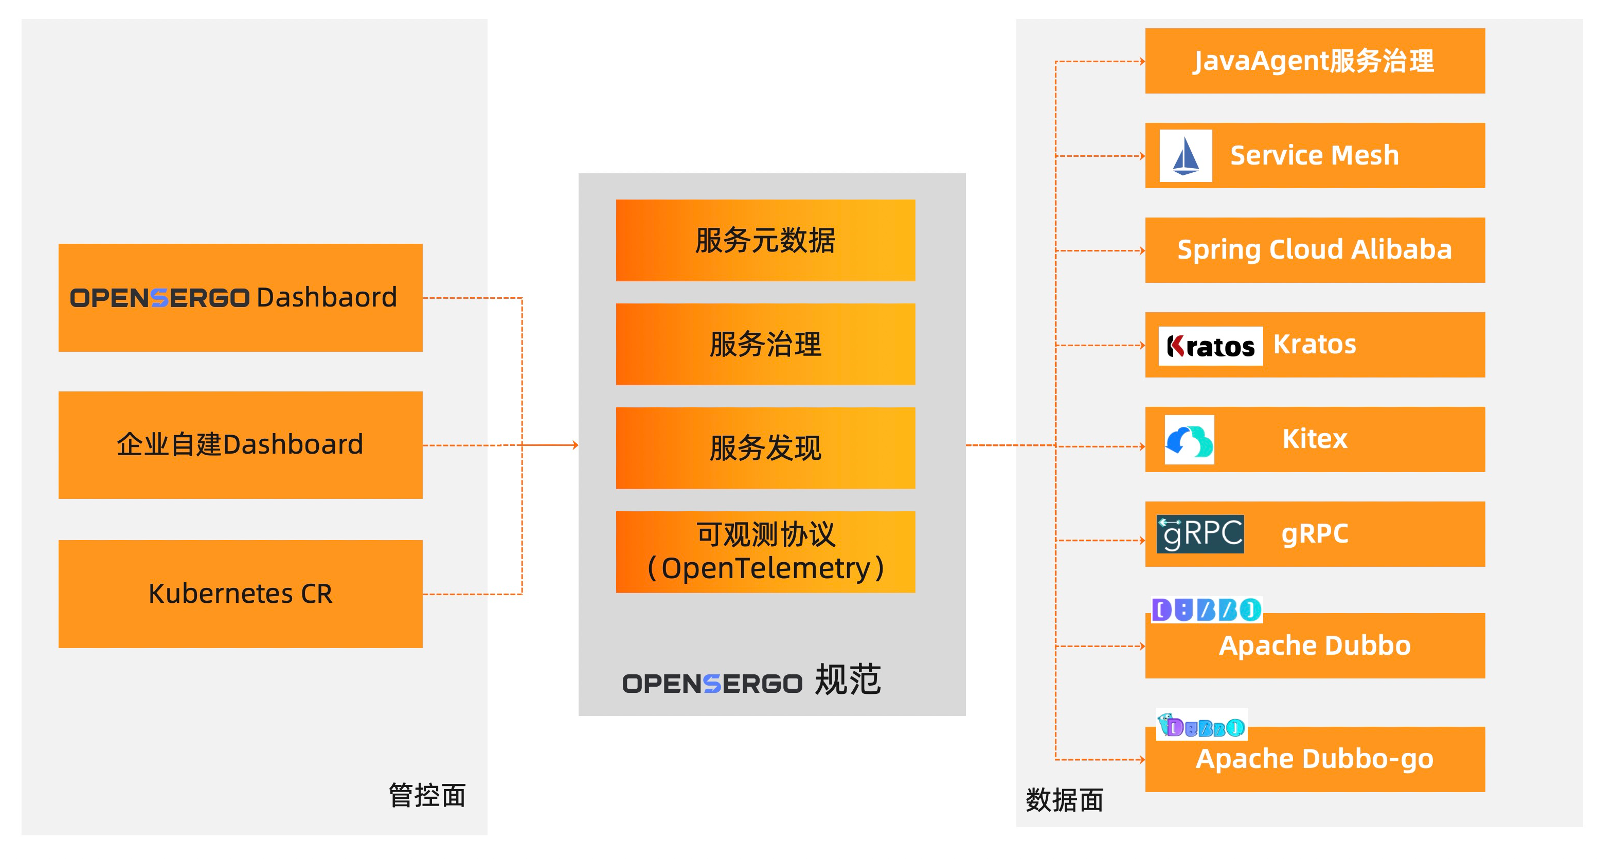 OPENSERGO Dashbaord
企业自建Dashboard
Kubernetes CR
管控面
服务元数据
服务治理
服务发现
可观测协议
（OpenTelemetry）
OPENSERGO 规范
JavaAgent服务治理
Service Mesh
Spring Cloud Alibaba
Kratos Kratos
Kitex
gRPC gRPC
[DU://BO]
Apache Dubbo
[DUBBO
Apache Dubbo-go
数据面